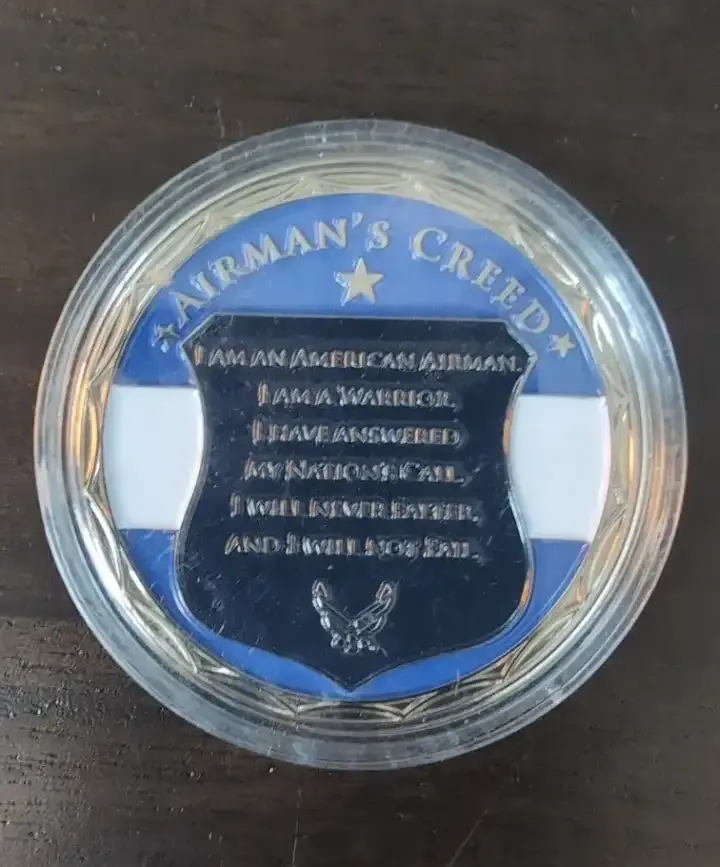 AIRMAN'S CREED
I AM AN AMERICAN AIRMAN.
I AM A WARRIOR.
I HAVE ANSWERED
MY NATION'S CALL.
I WILL NEVER FALTER,
AND I WILL NOT FAIL.